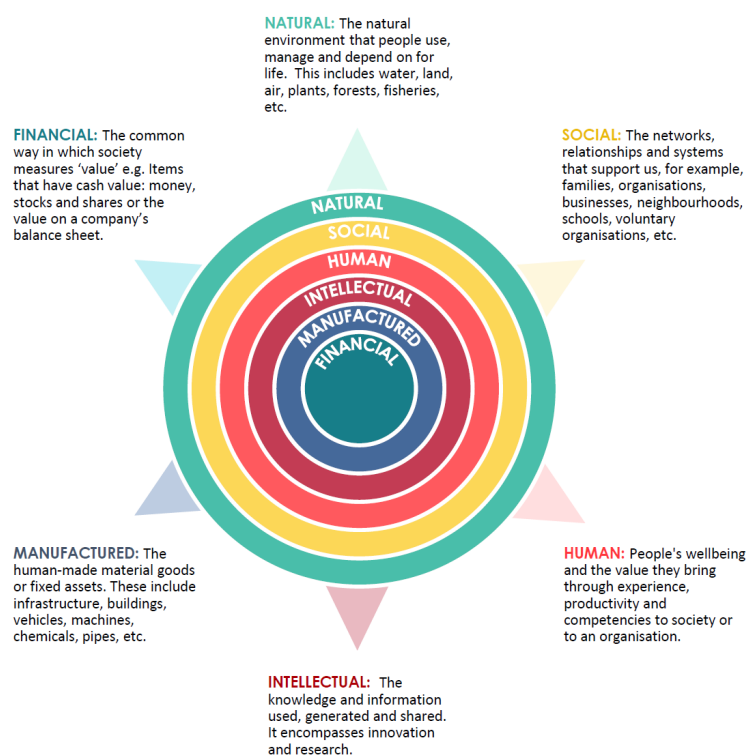 NATURAL: The natural
environment that people use,
manage and depend on for
life.  This includes water, land,
air, plants, forests, fisheries,
etc.
FINANCIAL: The common
way in which society
measures ‘value’ e.g. Items
that have cash value: money,
stocks and shares or the
value on a company’s
balance sheet.
SOCIAL: The networks,
relationships and systems
that support us, for example,
families, organisations,
businesses, neighbourhoods,
schools, voluntary
organisations, etc.
NATURAL
SOCIAL
HUMAN
INTELLECTUAL
MANUFACTURED
FINANCIAL
MANUFACTURED: The
human-made material goods
or fixed assets. These include
infrastructure, buildings,
vehicles, machines,
chemicals, pipes, etc.
HUMAN: People's wellbeing
and the value they bring
through experience,
productivity and
competencies to society or
to an organisation.
INTELLECTUAL:  The
knowledge and information
used, generated and shared.
It encompasses innovation
and research.